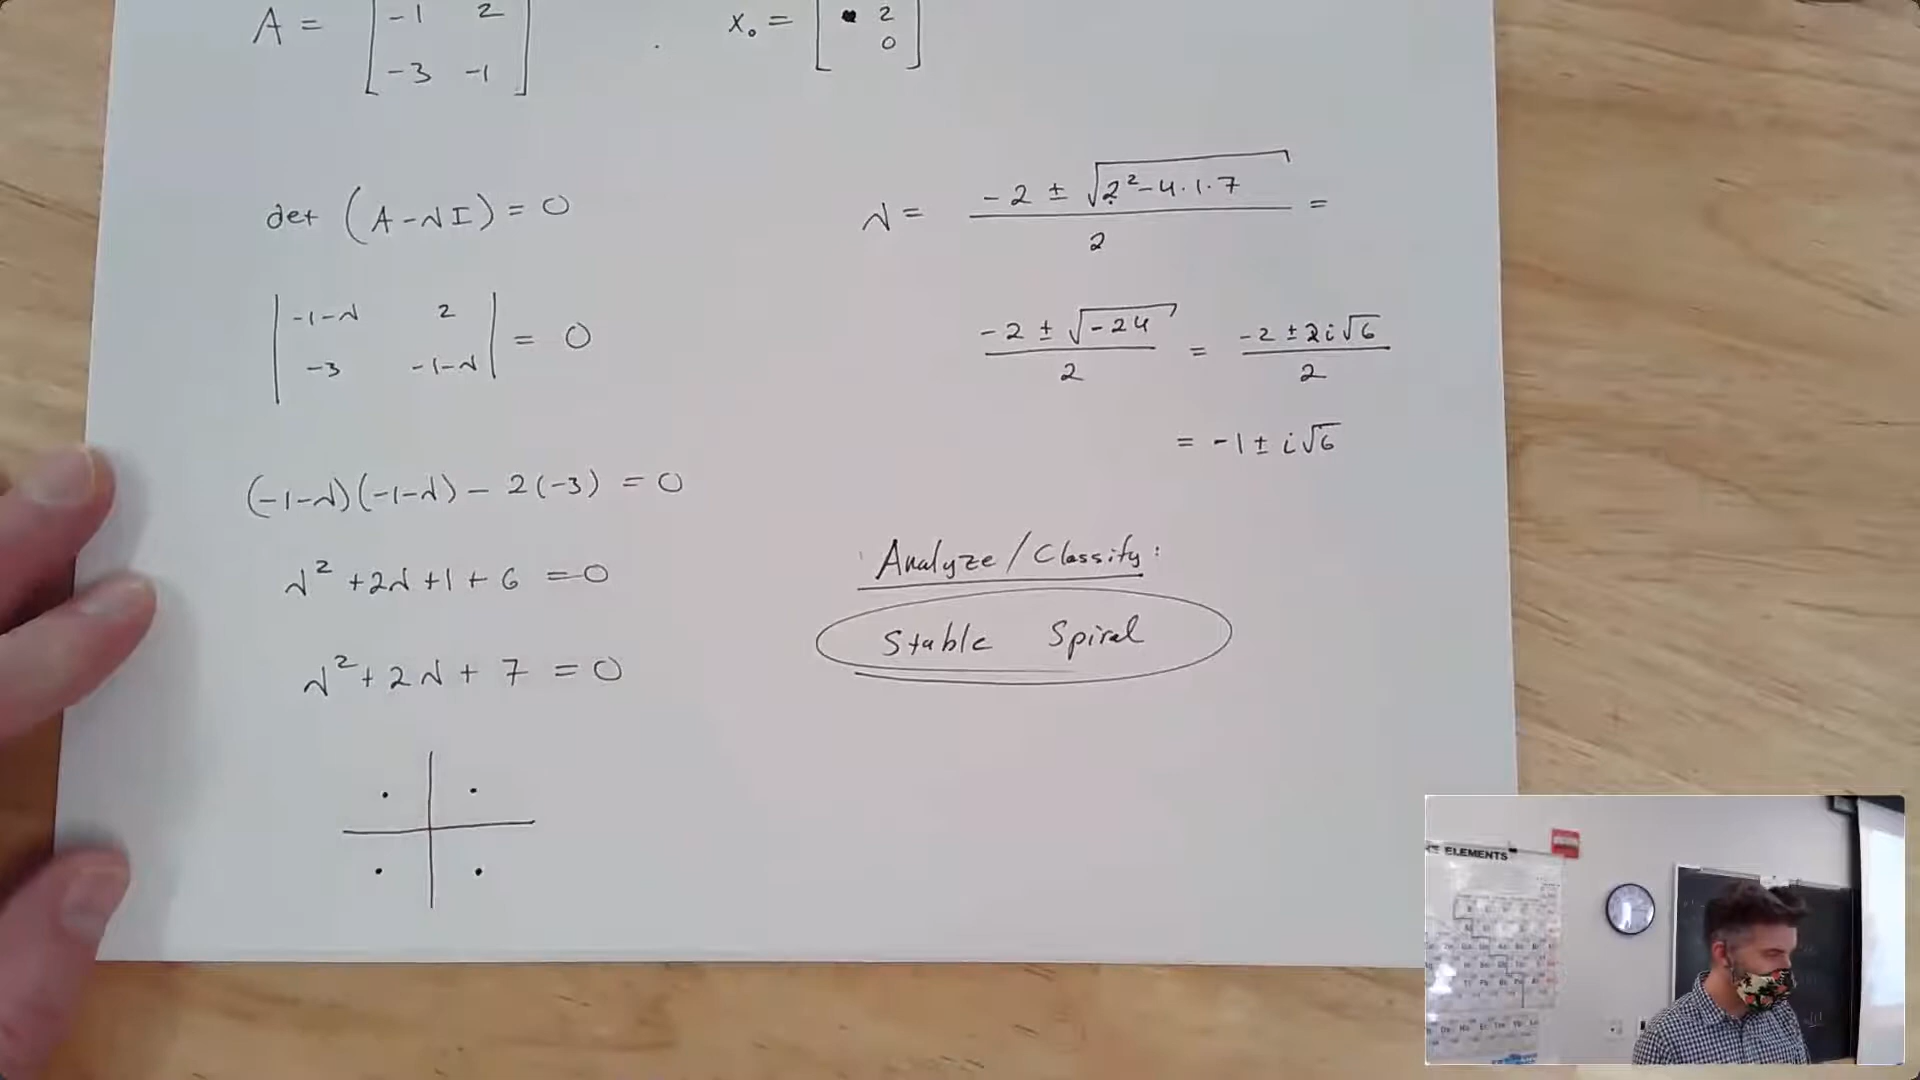 A = [ -1 2
-3 -1 ]
x₀ = [ 2
0 ]
det (A-λI) = 0
| -1-λ 2
-3 -1-λ | = 0
(-1-λ)(-1-λ) - 2(-3) = 0
λ² + 2λ + 1 + 6 = 0
λ² + 2λ + 7 = 0
λ = (-2 ± √(2²-4·1·7)) / 2 =
(-2 ± √(-24)) / 2 = (-2 ± 2i√6) / 2
= -1 ± i√6
Analyze/Classify:
Stable Spiral
ELEMENTS